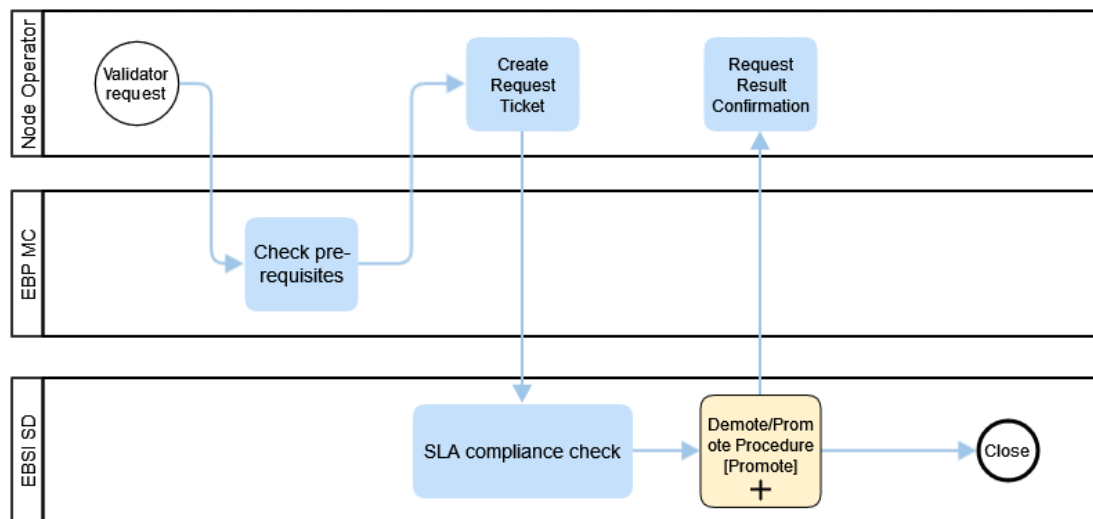 Node Operator
Validator
request
Create
Request
Ticket
Request
Result
Confirmation
EBP MC
Check pre-
requisites
EBSI SD
SLA compliance check
Demote/Prom
ote Procedure
[Promote]
Close